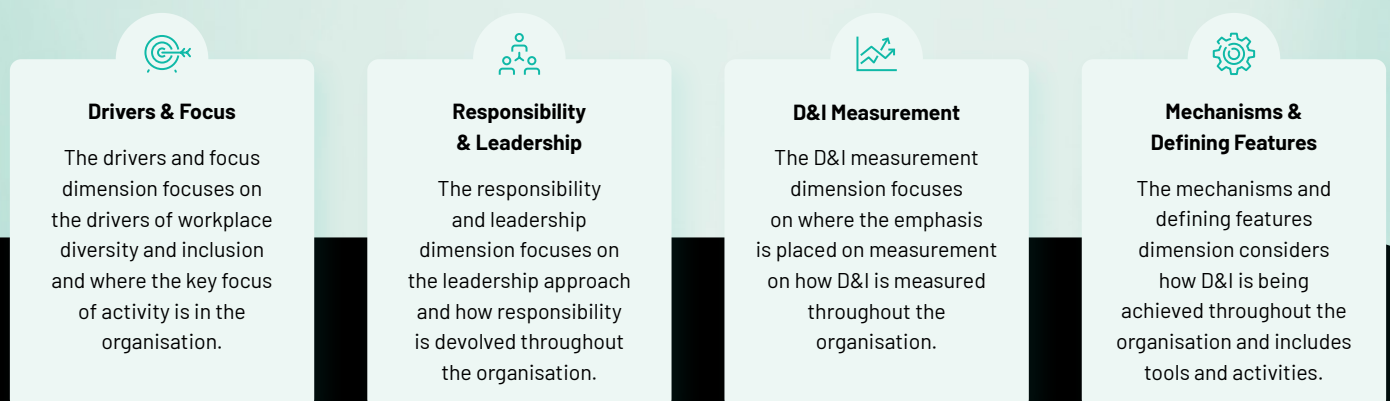 Drivers & Focus
The drivers and focus
dimension focuses on
the drivers of workplace
diversity and inclusion
and where the key focus
of activity is in the
organisation.
Responsibility
& Leadership
The responsibility
and leadership
dimension focuses on
the leadership approach
and how responsibility
is devolved throughout
the organisation.
D&I Measurement
The D&I measurement
dimension focuses
on where the emphasis
is placed on measurement
on how D&I is measured
throughout the
organisation.
Mechanisms &
Defining Features
The mechanisms and
defining features
dimension considers
how D&I is being
achieved throughout the
organisation and includes
tools and activities.